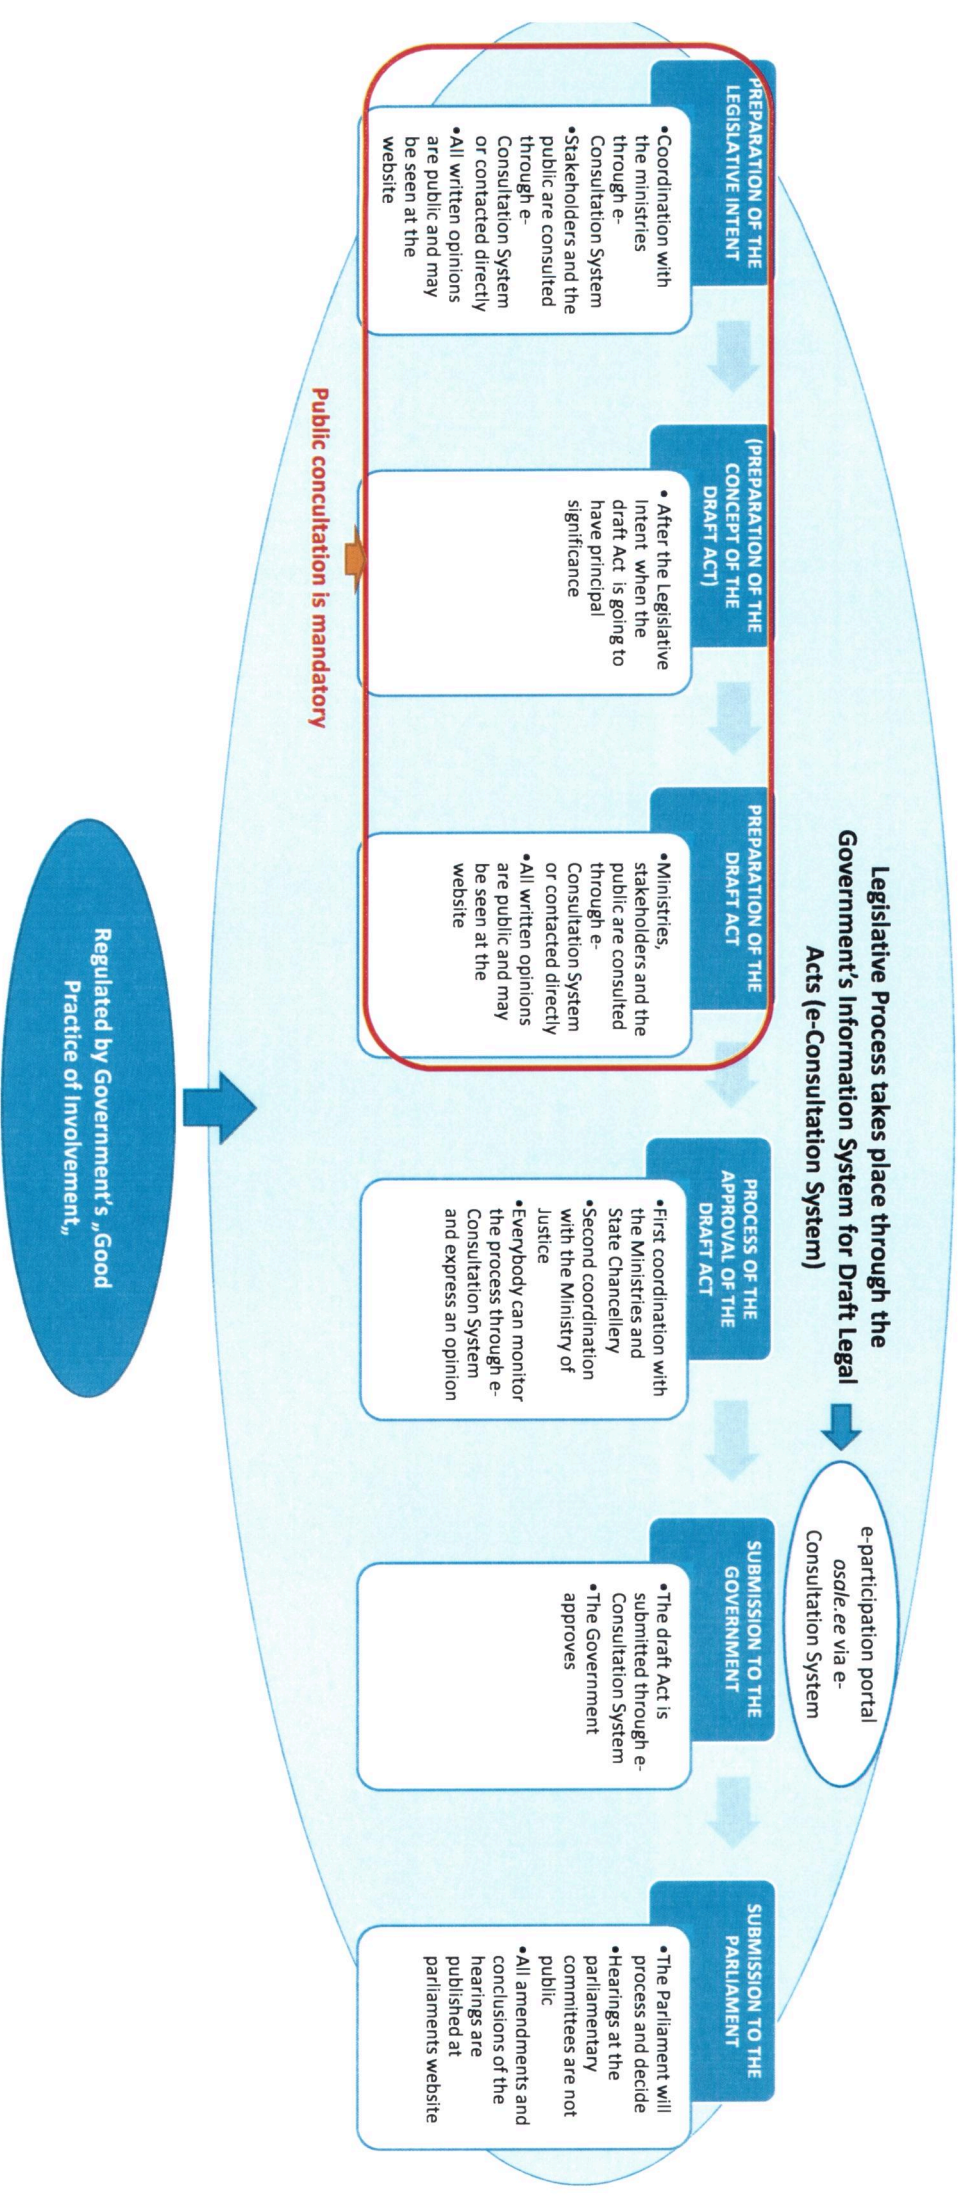 Legislative Process takes place through the
Government's Information System for Draft Legal
Acts (e-Consultation System)
e-participation portal
osale.ee via e-
Consultation System
PREPARATION OF THE
LEGISLATIVE INTENT
•Coordination with
the ministries
through e-
Consultation System
•Stakeholders and the
public are consulted
through e-
Consultation System
or contacted directly
•All written opinions
are public and may
be seen at the
website
(PREPARATION OF THE
CONCEPT OF THE
DRAFT ACT)
• After the Legislative
Intent when the
draft Act is going to
have principal
significance
PREPARATION OF THE
DRAFT ACT
•Ministries,
stakeholders and the
public are consulted
through e-
Consultation System
or contacted directly
•All written opinions
are public and may
be seen at the
website
PROCESS OF THE
APPROVAL OF THE
DRAFT ACT
•First coordination with
the Ministries and
State Chancellery
•Second coordination
with the Ministry of
Justice
•Everybody can monitor
the process through e-
Consultation System
and express an opinion
SUBMISSION TO THE
GOVERNMENT
•The draft Act is
submitted through e-
Consultation System
•The Government
approves
SUBMISSION TO THE
PARLIAMENT
•The Parliament will
process and decide
•Hearings at the
parliamentary
committees are not
public
•All amendments and
conclusions of the
hearings are
published at
parliaments website
Public concultation is mandatory
Regulated by Government's „Good
Practice of Involvement„